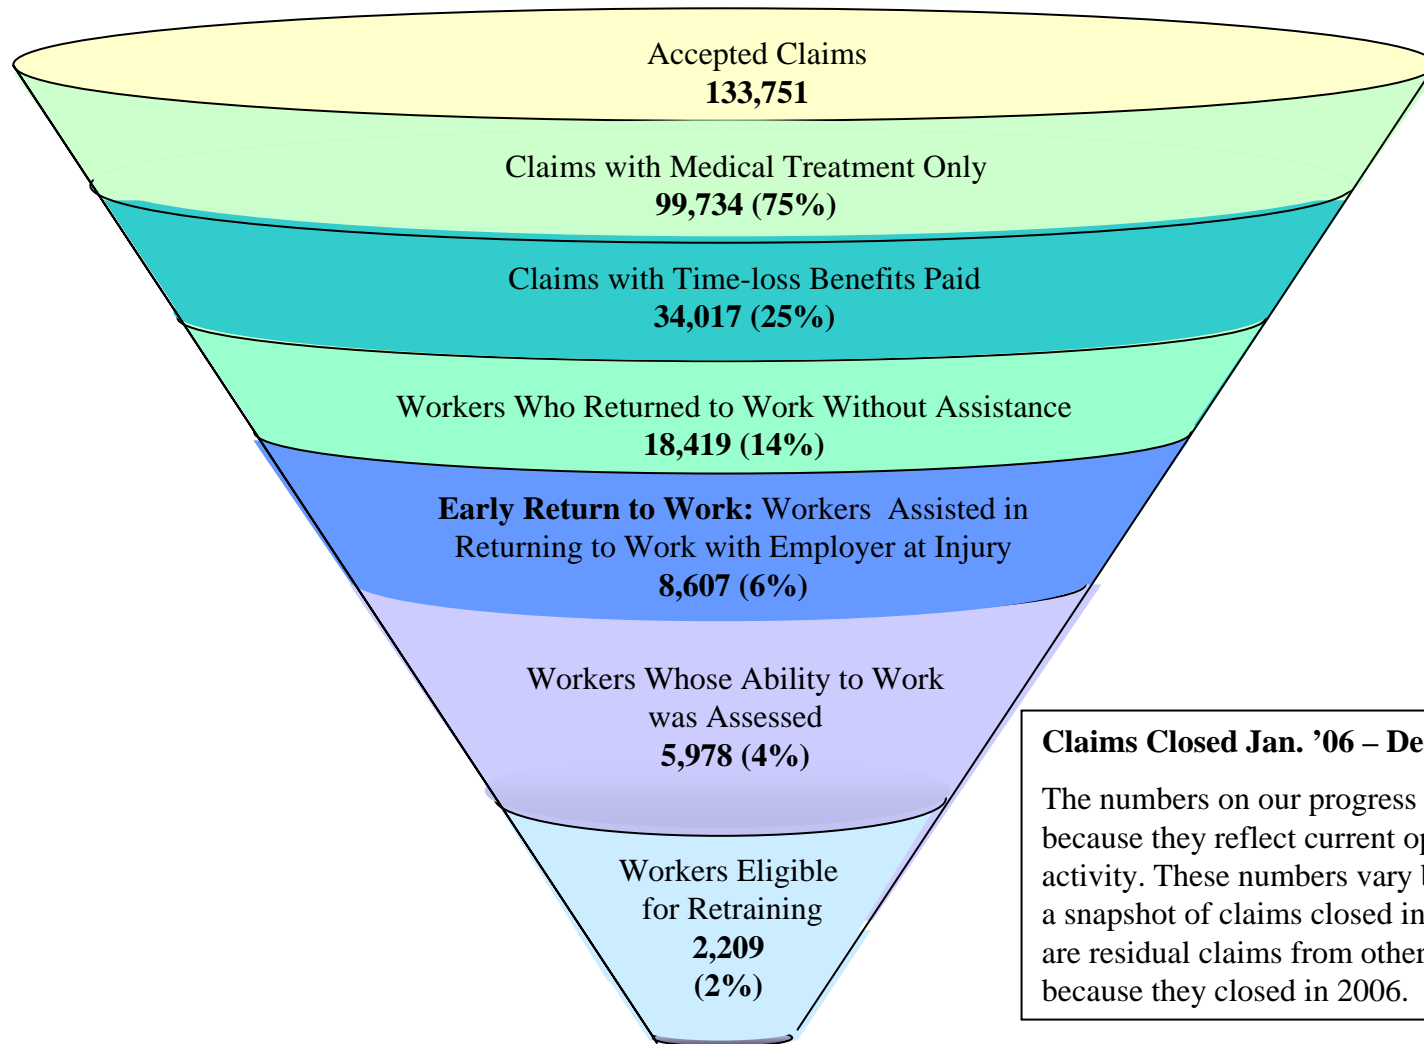 Accepted Claims
133,751
Claims with Medical Treatment Only
99,734 (75%)
Claims with Time-loss Benefits Paid
34,017 (25%)
Workers Who Returned to Work Without Assistance
18,419 (14%)
Early Return to Work: Workers Assisted in
Returning to Work with Employer at Injury
8,607 (6%)
Workers Whose Ability to Work
was Assessed
5,978 (4%)
Workers Eligible
for Retraining
2,209
(2%)
Claims Closed Jan. ’06 –
The numbers on our progress
because they reflect current
activity. These numbers vary
a snapshot of claims closed in
are residual claims from other
because they closed in 2006.